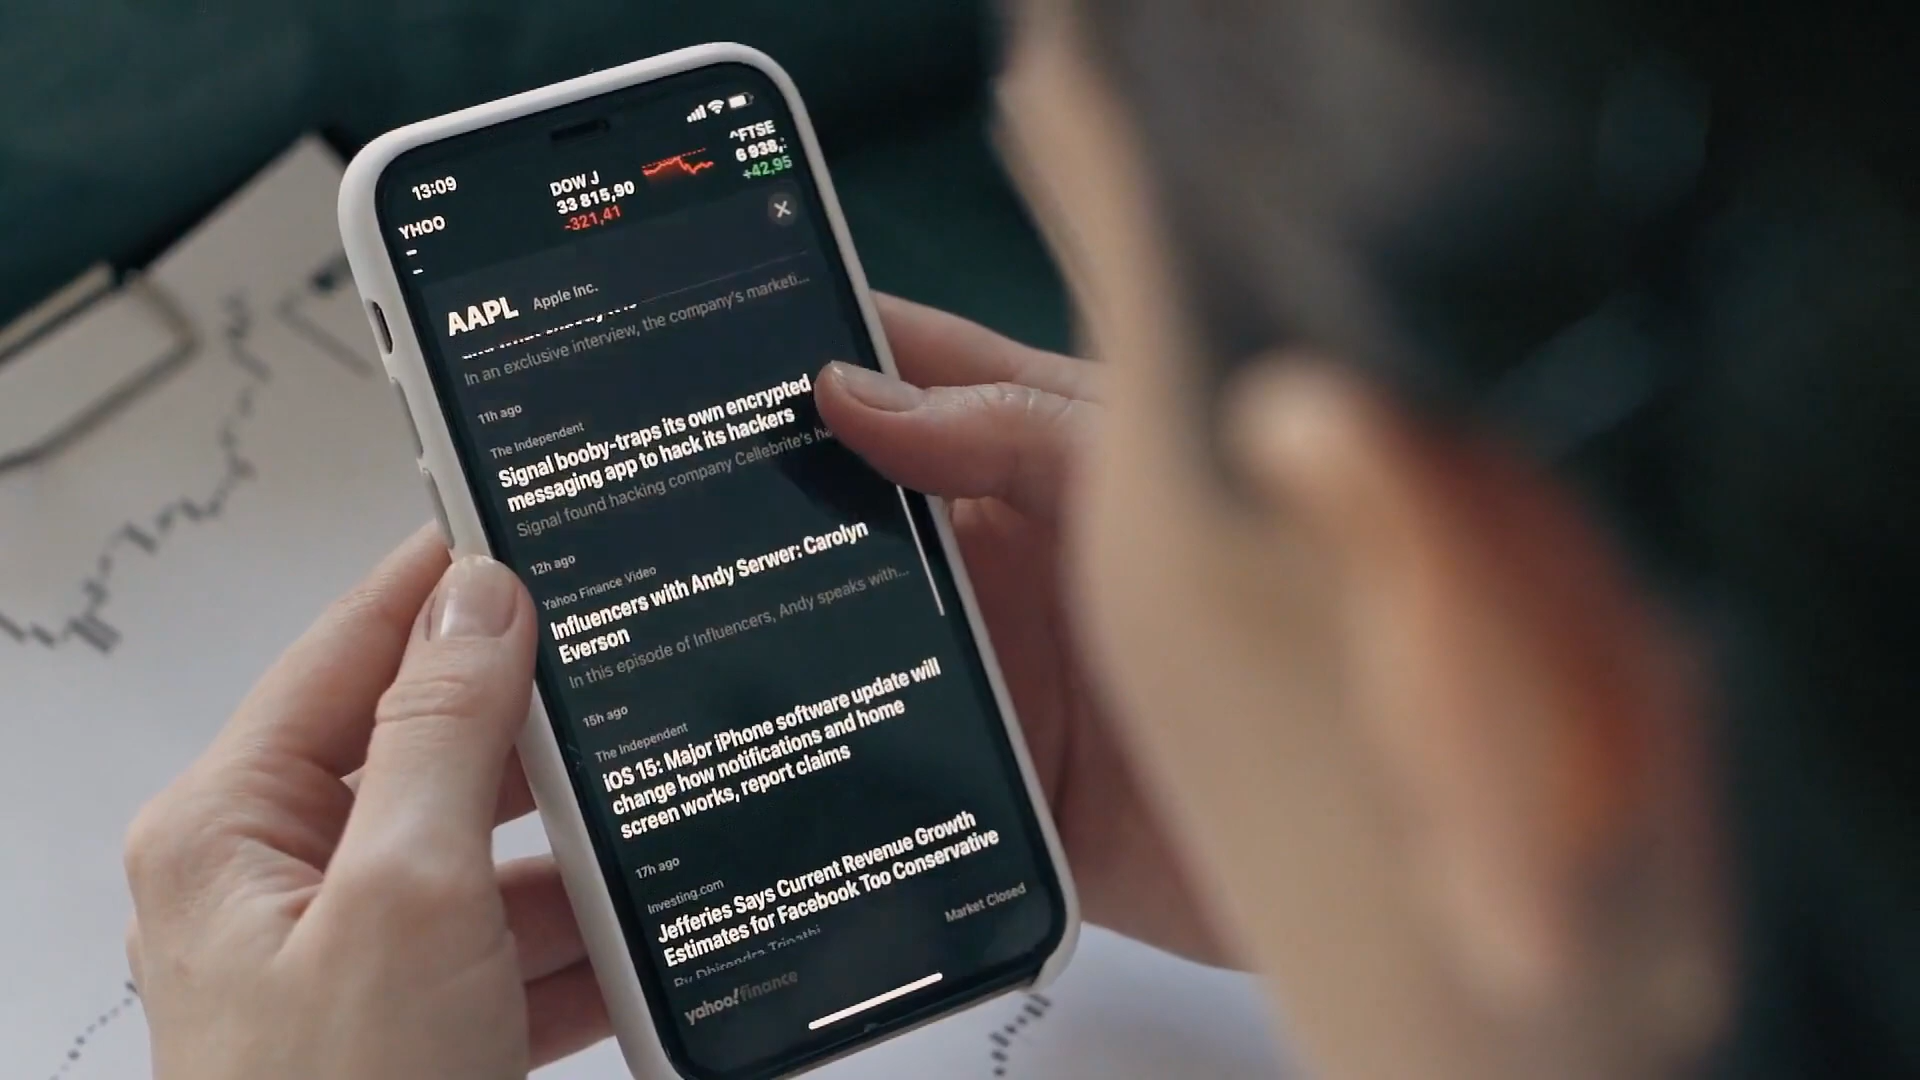 13:09
YHOO
DOW J
33 815,90
-321,41
^FTSE
6 938,
+42,95
AAPL Apple Inc.
In an exclusive interview, the company's marketi...
11h ago
The Independent
Signal booby-traps its own encrypted
messaging app to hack its hackers
Signal found hacking company Cellebrite's
12h ago
Yahoo Finance Video
Influencers with Andy Serwer: Carolyn
Everson
In this episode of Influencers, Andy speaks with...
15h ago
The Independent
iOS 15: Major iPhone software update will
change how notifications and home
screen works, report claims
17h ago
Investing.com
Jefferies Says Current Revenue Growth
Estimates for Facebook Too Conservative
By Dhirendra Tripathi
Market Closed
yahoo!finance